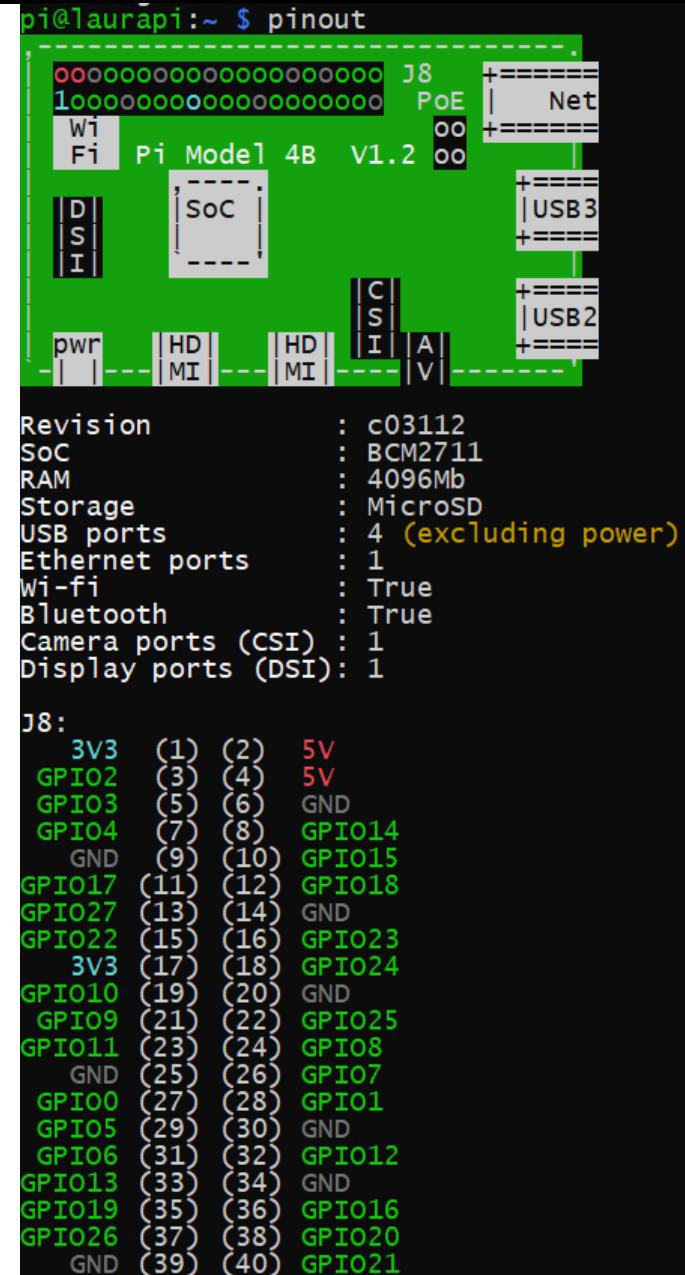 pi@laurapi:~ $ pinout
,--------------------------------.
| oooooooooooooooooooo J8     +======
| 1ooooooooooooooooooo  PoE   |   Net
|  Wi                    oo   +======
|  Fi  Pi Model 4B  V1.2 oo      |
|        ,----.               +====
| |D|    |SoC |               |USB3
| |S|    |    |               +====
| |I|    `----'                  |
|                   |C|       +====
|                   |S|       |USB2
| pwr   |HD|   |HD| |I||A|    +====
`-| |---|MI|---|MI|----|V|-------'
Revision           : c03112
SoC                : BCM2711
RAM                : 4096Mb
Storage            : MicroSD
USB ports          : 4 (excluding power)
Ethernet ports     : 1
Wi-fi              : True
Bluetooth          : True
Camera ports (CSI) : 1
Display ports (DSI): 1
J8:
   3V3  (1) (2)  5V
 GPIO2  (3) (4)  5V
 GPIO3  (5) (6)  GND
 GPIO4  (7) (8)  GPIO14
   GND  (9) (10) GPIO15
GPIO17 (11) (12) GPIO18
GPIO27 (13) (14) GND
GPIO22 (15) (16) GPIO23
   3V3 (17) (18) GPIO24
GPIO10 (19) (20) GND
 GPIO9 (21) (22) GPIO25
GPIO11 (23) (24) GPIO8
   GND (25) (26) GPIO7
 GPIO0 (27) (28) GPIO1
 GPIO5 (29) (30) GND
 GPIO6 (31) (32) GPIO12
GPIO13 (33) (34) GND
GPIO19 (35) (36) GPIO16
GPIO26 (37) (38) GPIO20
   GND (39) (40) GPIO21